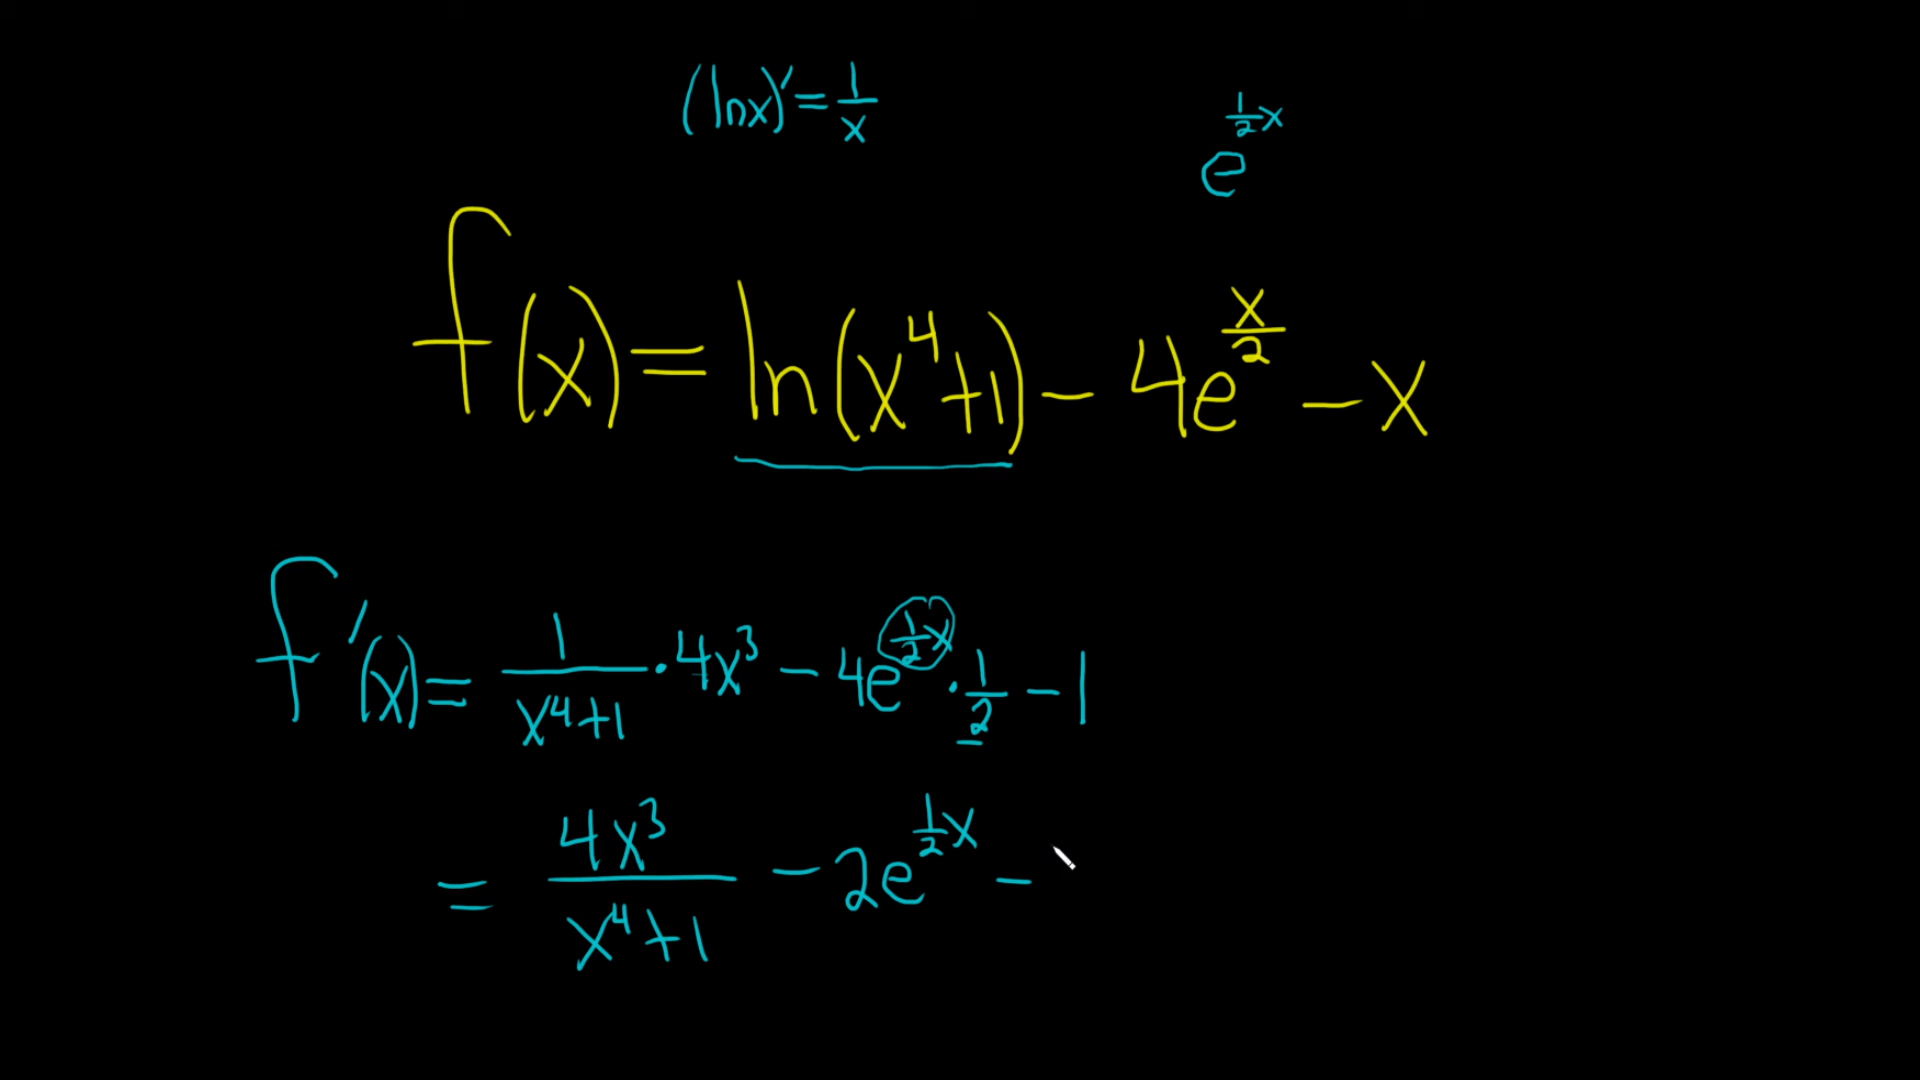 (lnx)' = 1/x
e^(1/2 x)
f(x) = ln(x⁴+1) - 4e^(x/2) - x
f'(x) = 1/(x⁴+1) · 4x³ - 4e^(1/2 x) · 1/2 - 1
= 4x³/(x⁴+1) - 2e^(1/2 x) -